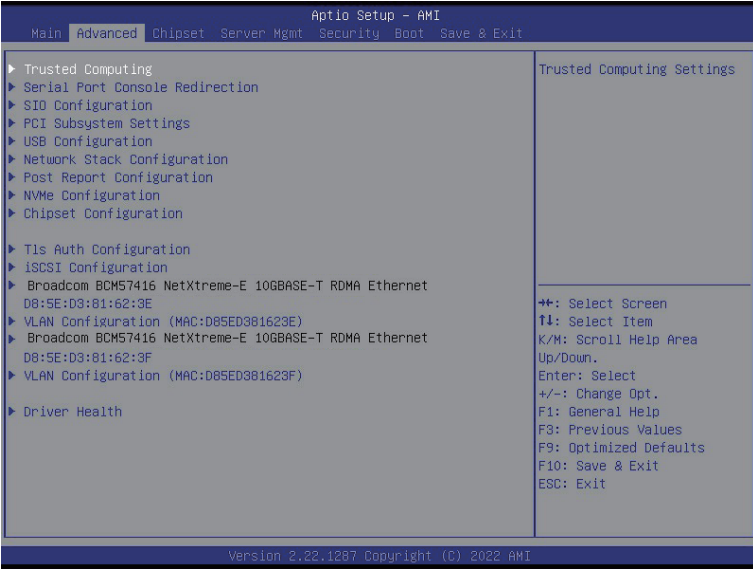 Aptio Setup – AMI
Main Advanced Chipset Server Mgmt Security Boot Save & Exit
Trusted Computing
Serial Port Console Redirection
SIO Configuration
PCI Subsystem Settings
USB Configuration
Network Stack Configuration
Post Report Configuration
NVMe Configuration
Chipset Configuration
Tls Auth Configuration
iSCSI Configuration
Broadcom BCM57416 NetXtreme-E 10GBASE-T RDMA Ethernet
D8:5E:D3:81:62:3E
VLAN Configuration (MAC:D85ED381623E)
Broadcom BCM57416 NetXtreme-E 10GBASE-T RDMA Ethernet
D8:5E:D3:81:62:3F
VLAN Configuration (MAC:D85ED381623F)
Driver Health
Trusted Computing Settings
→←: Select Screen
↑↓: Select Item
K/M: Scroll Help Area
Up/Down.
Enter: Select
+/-: Change Opt.
F1: General Help
F3: Previous Values
F9: Optimized Defaults
F10: Save & Exit
ESC: Exit
Version 2.22.1287 Copyright (C) 2022 AMI